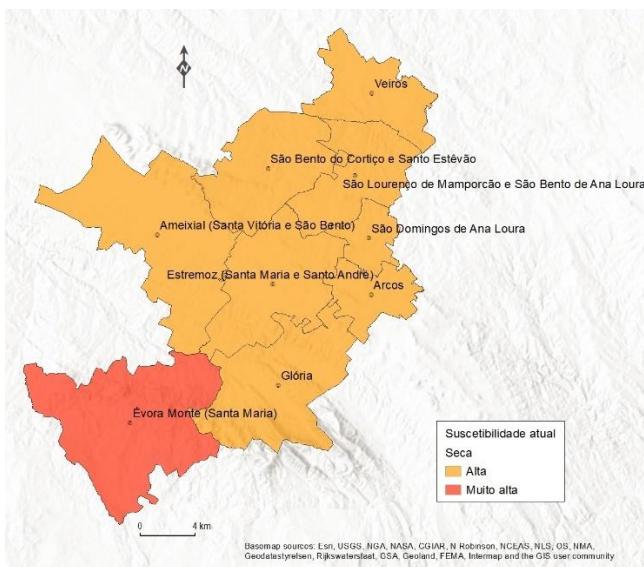 N
Veiros
São Bento do Cortiço e Santo Estêvão
São Lourenço de Mamporcão e São Bento de Ana Loura
Ameixial (Santa Vitória e São Bento)
São Domingos de Ana Loura
Estremoz (Santa Maria e Santo André)
Arcos
Glória
Évora Monte (Santa Maria)
Suscetibilidade atual
Seca
Alta
Muito alta
0 4 km
Basemap sources: Esri, USGS, NGA, NASA, CGIAR, N Robinson, NCEAS, NLS, OS, NMA,
Geodatastyrelsen, Rijkswaterstaat, GSA, Geoland, FEMA, Intermap and the GIS user community